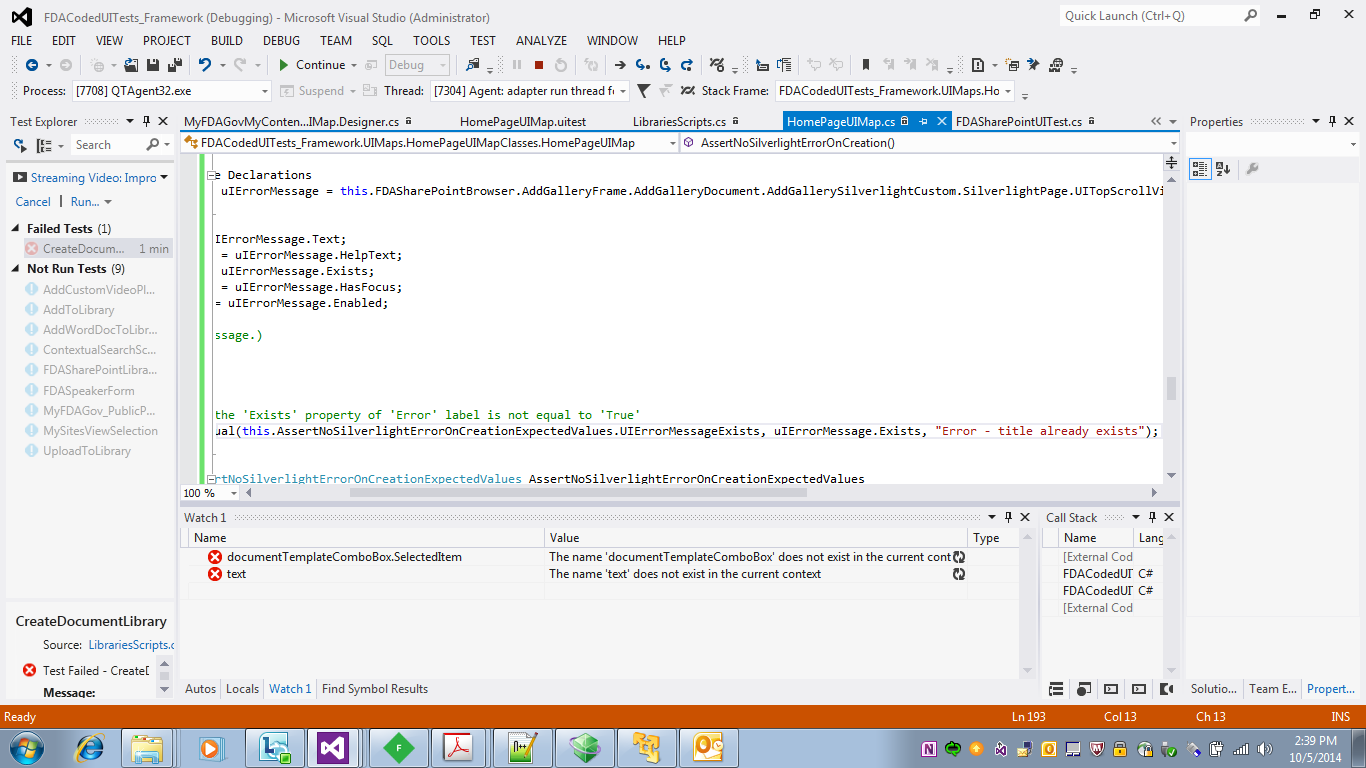 FDACodedUITests_Framework (Debugging) - Microsoft Visual Studio (Administrator)
Quick Launch (Ctrl+Q)
FILE EDIT VIEW PROJECT BUILD DEBUG TEAM SQL TOOLS TEST ANALYZE WINDOW HELP
Continue Debug
Process: [7708] QTAgent32.exe Suspend Thread: [7304] Agent: adapter run thread fo Stack Frame: FDACodedUITests_Framework.UIMaps.Ho
Test Explorer
MyFDAGovMyConten...IMap.Designer.cs HomePageUIMap.uitest LibrariesScripts.cs HomePageUIMap.cs FDASharePointUITest.cs
Properties
Search
FDACodedUITests_Framework.UIMaps.HomePageUIMapClasses.HomePageUIMap AssertNoSilverlightErrorOnCreation()
Streaming Video: Impro
Cancel | Run...
Failed Tests (1)
CreateDocum... 1 min
Not Run Tests (9)
AddCustomVideoPl...
AddToLibrary
AddWordDocToLibr...
ContextualSearchSc...
FDASharePointLibra...
FDASpeakerForm
MyFDAGov_PublicP...
MySitesViewSelection
UploadToLibrary
e Declarations
uIErrorMessage = this.FDASharePointBrowser.AddGalleryFrame.AddGalleryDocument.AddGallerySilverlightCustom.SilverlightPage.UITopScrollVi
IErrorMessage.Text;
= uIErrorMessage.HelpText;
uIErrorMessage.Exists;
= uIErrorMessage.HasFocus;
= uIErrorMessage.Enabled;
ssage.)
the 'Exists' property of 'Error' label is not equal to 'True'
ual(this.AssertNoSilverlightErrorOnCreationExpectedValues.UIErrorMessageExists, uIErrorMessage.Exists, "Error - title already exists");
rtNoSilverlightErrorOnCreationExpectedValues AssertNoSilverlightErrorOnCreationExpectedValues
100 %
Watch 1
Name Value Type
documentTemplateComboBox.SelectedItem The name 'documentTemplateComboBox' does not exist in the current cont
text The name 'text' does not exist in the current context
Call Stack
Name Lang
[External Cod
FDACodedUI C#
FDACodedUI C#
[External Cod
CreateDocumentLibrary
Source: LibrariesScripts.c
Test Failed - CreateD
Message:
Autos Locals Watch 1 Find Symbol Results
Solutio... Team E... Propert...
Ready
Ln 193 Col 13 Ch 13 INS
2:39 PM
10/5/2014